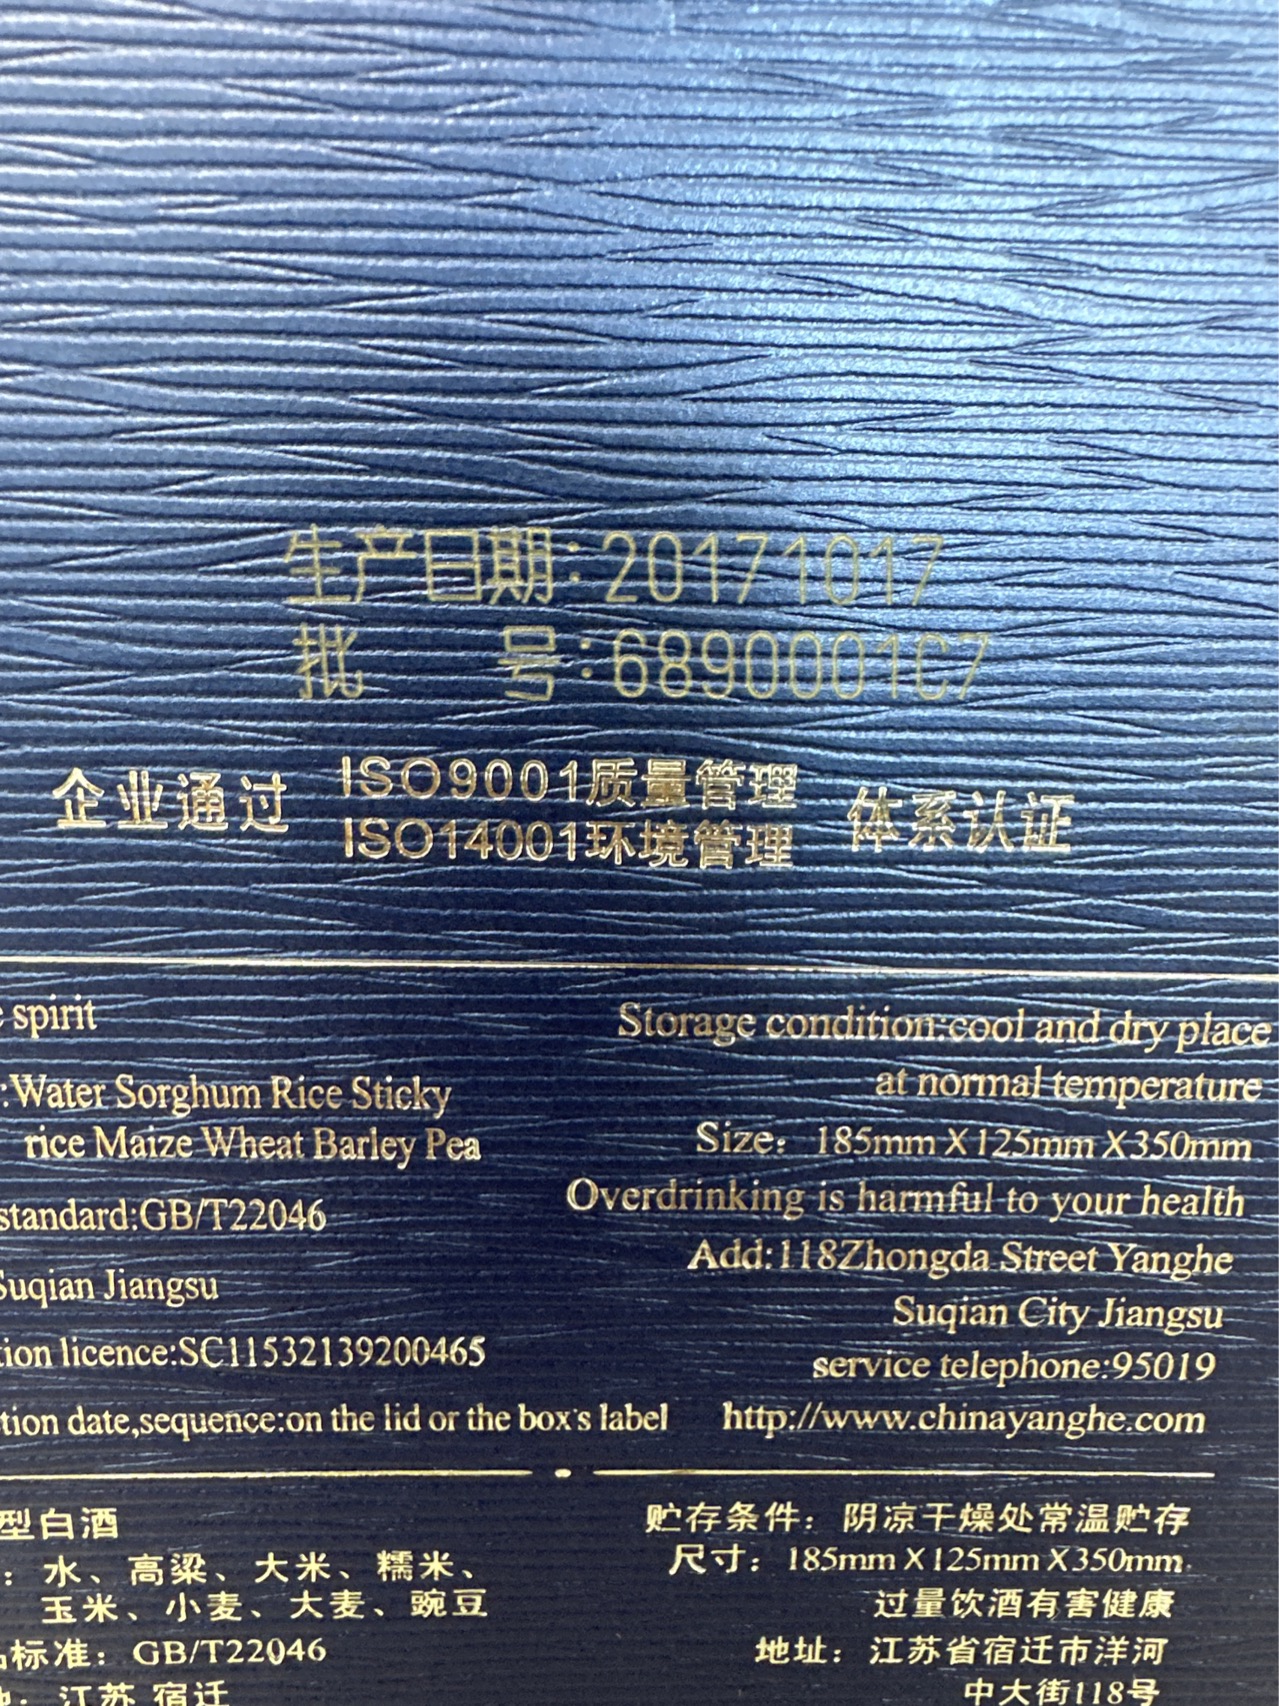 生产日期:20171017
批 号:6890001C7
企业通过 ISO9001质量管理 体系认证
ISO14001环境管理
spirit
:Water Sorghum Rice Sticky
rice Maize Wheat Barley Pea
standard:GB/T22046
Suqian Jiangsu
tion licence:SC11532139200465
tion date,sequence:on the lid or the box's label
Storage condition:cool and dry place
at normal temperature
Size: 185mm X 125mm X 350mm
Overdrinking is harmful to your health
Add:118Zhongda Street Yanghe
Suqian City Jiangsu
service telephone:95019
http://www.chinayanghe.com
型白酒
：水、高粱、大米、糯米、
玉米、小麦、大麦、豌豆
标准：GB/T22046
：江苏 宿迁
贮存条件：阴凉干燥处常温贮存
尺寸：185mm X 125mm X 350mm
过量饮酒有害健康
地址：江苏省宿迁市洋河
中大街118号